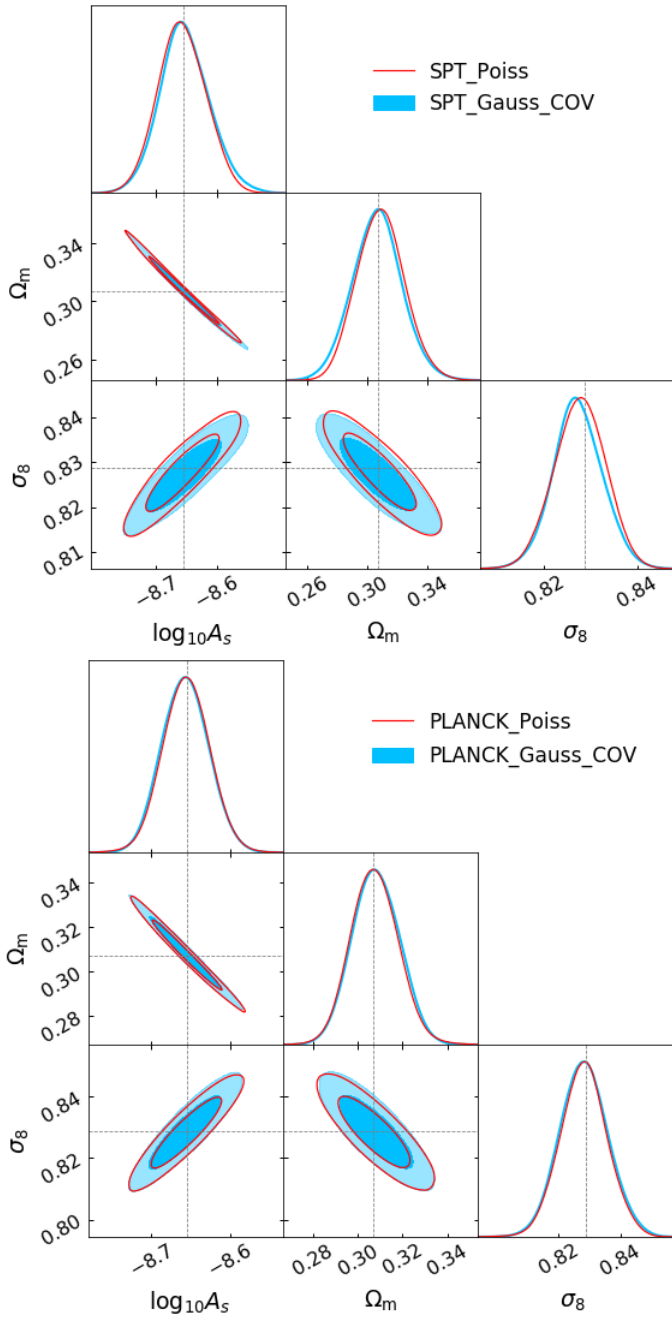 SPT_Poiss
SPT_Gauss_COV
Ωm
0.34
0.30
0.26
σ8
0.84
0.83
0.82
0.81
−8.7
−8.6
0.26
0.30
0.34
0.82
0.84
log10As
Ωm
σ8
PLANCK_Poiss
PLANCK_Gauss_COV
Ωm
0.34
0.32
0.30
0.28
σ8
0.84
0.82
0.80
−8.7
−8.6
0.28
0.30
0.32
0.34
0.82
0.84
log10As
Ωm
σ8